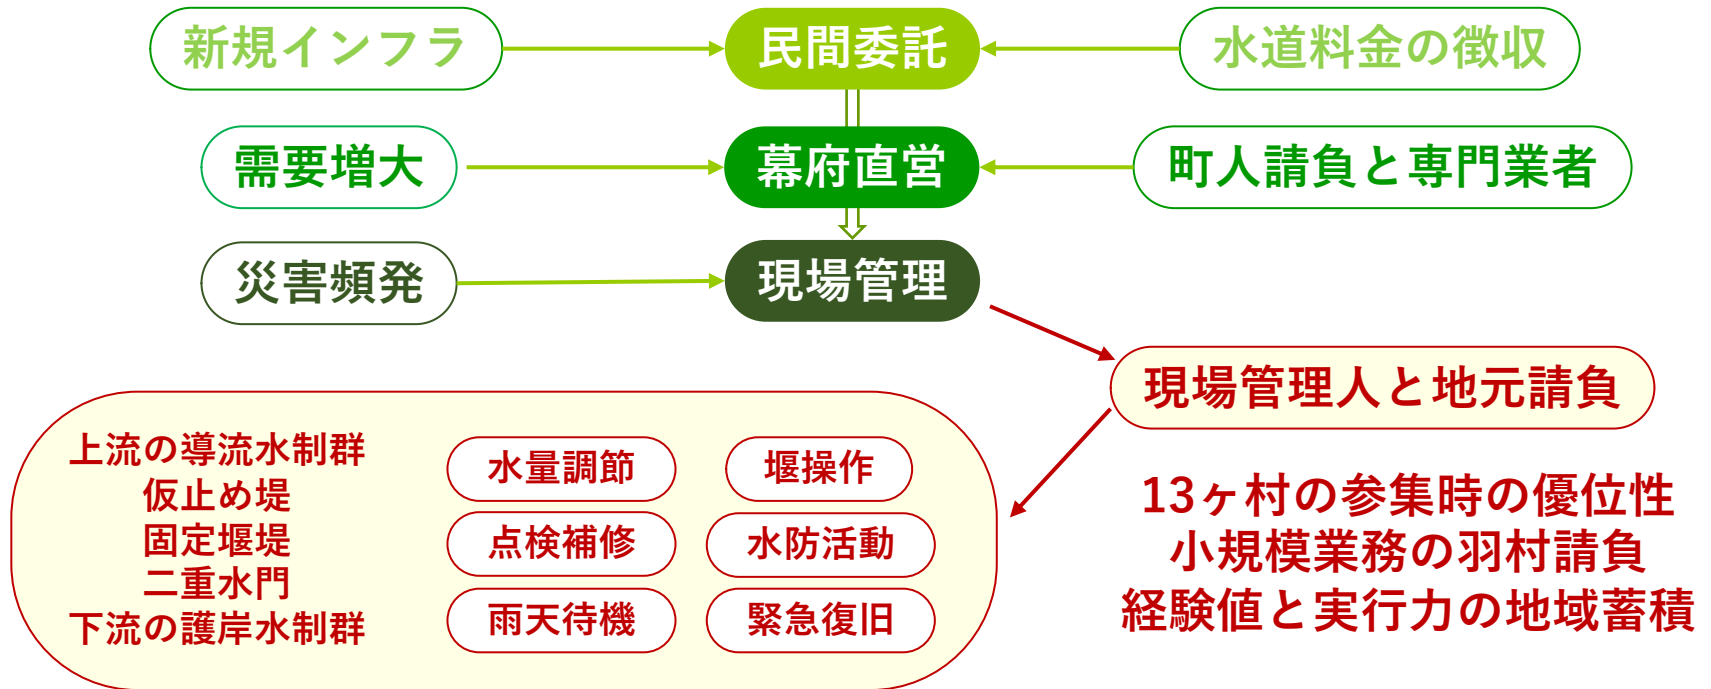 新規インフラ
民間委託
水道料金の徴収
需要増大
幕府直営
町人請負と専門業者
災害頻発
現場管理
現場管理人と地元請負
上流の導流水制群
仮止め堤
固定堰堤
二重水門
下流の護岸水制群
水量調節
堰操作
点検補修
水防活動
雨天待機
緊急復旧
13ヶ村の参集時の優位性
小規模業務の羽村請負
経験値と実行力の地域蓄積